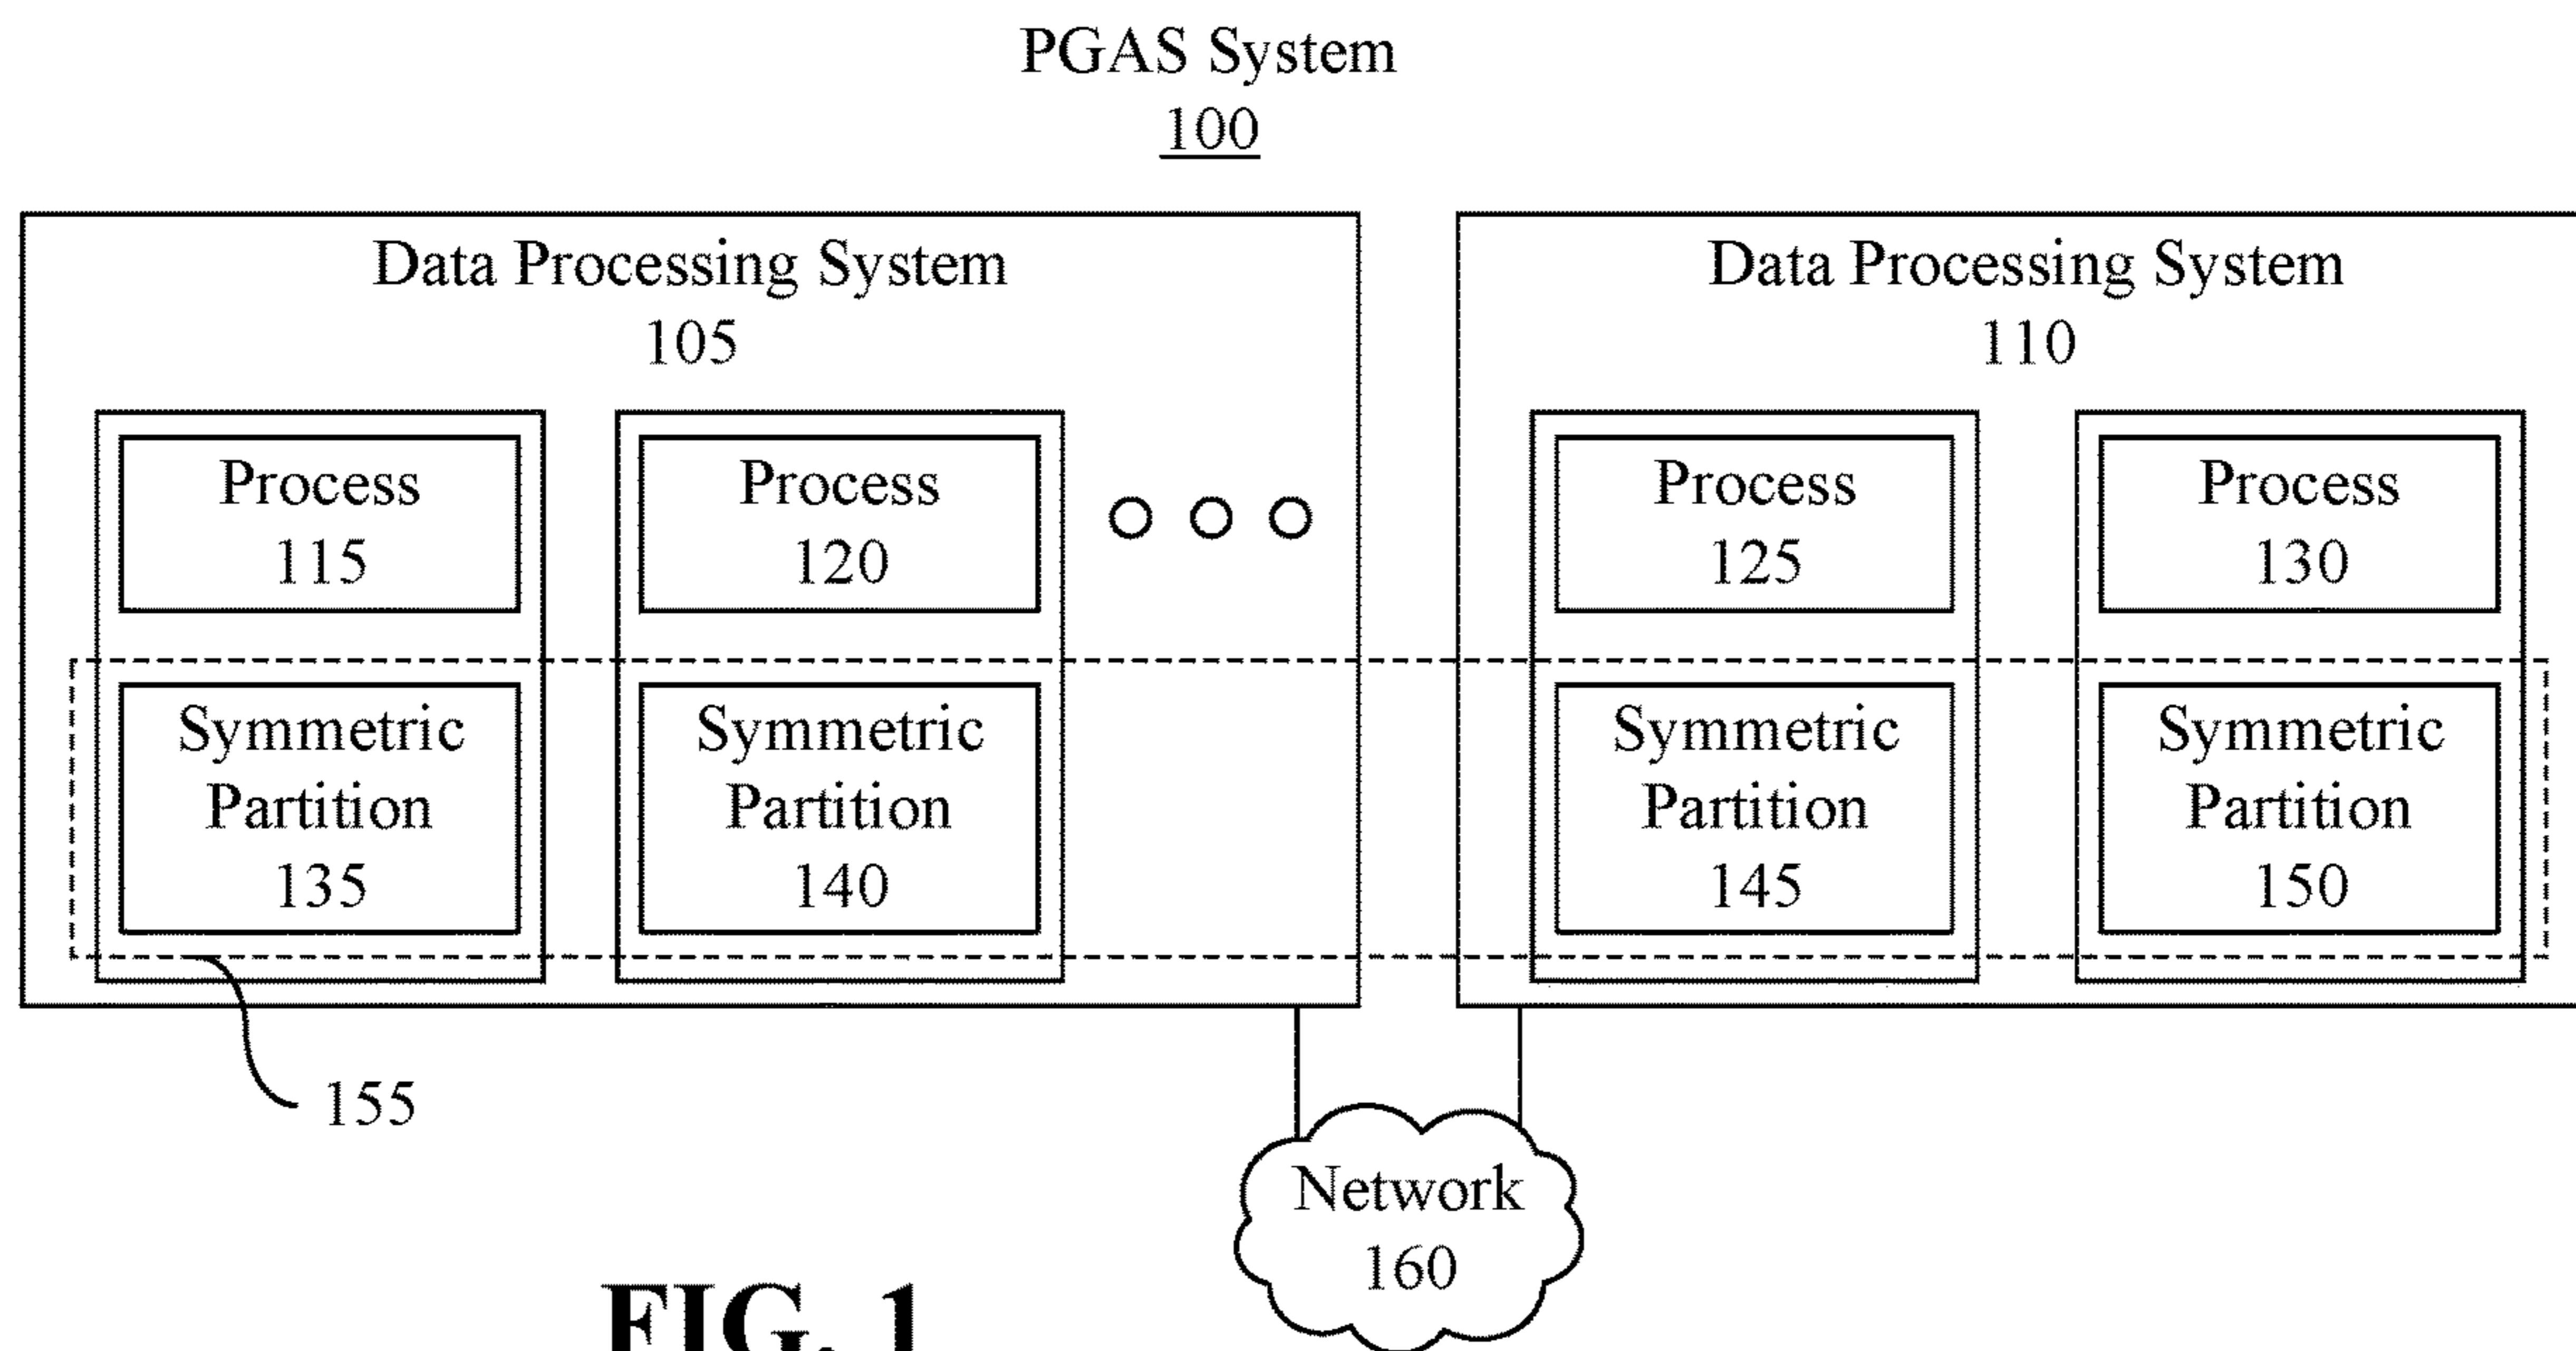 PGAS System
100
Data Processing System
105
Process
115
Process
120
Symmetric
Partition
135
Symmetric
Partition
140
Data Processing System
110
Process
125
Process
130
Symmetric
Partition
145
Symmetric
Partition
150
155
Network
160
FIG. 1